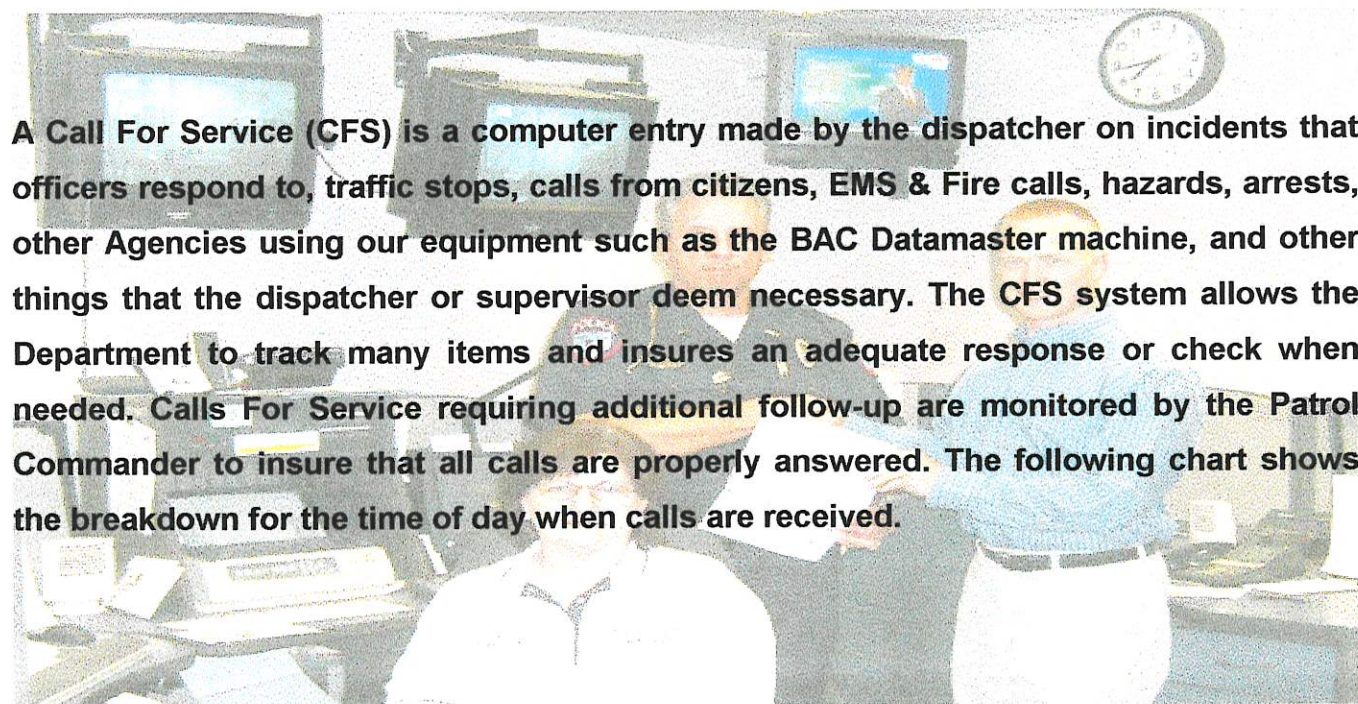 A Call For Service (CFS) is a computer entry made by the dispatcher on incidents that
officers respond to, traffic stops, calls from citizens, EMS & Fire calls, hazards, arrests,
other Agencies using our equipment such as the BAC Datamaster machine, and other
things that the dispatcher or supervisor deem necessary. The CFS system allows the
Department to track many items and insures an adequate response or check when
needed. Calls For Service requiring additional follow-up are monitored by the Patrol
Commander to insure that all calls are properly answered. The following chart shows
the breakdown for the time of day when calls are received.